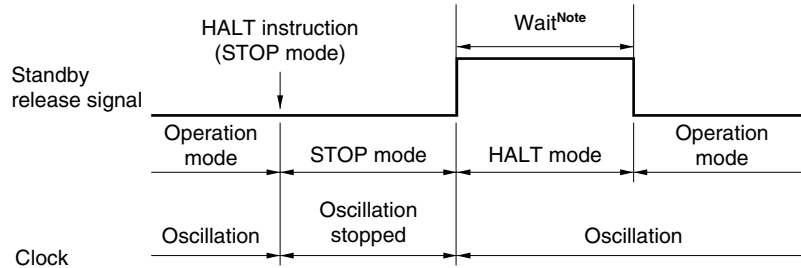 HALT instruction
(STOP mode)
Wait^Note
Standby
release signal
Operation
mode
STOP mode
HALT mode
Operation
mode
Oscillation
Oscillation
stopped
Oscillation
Clock